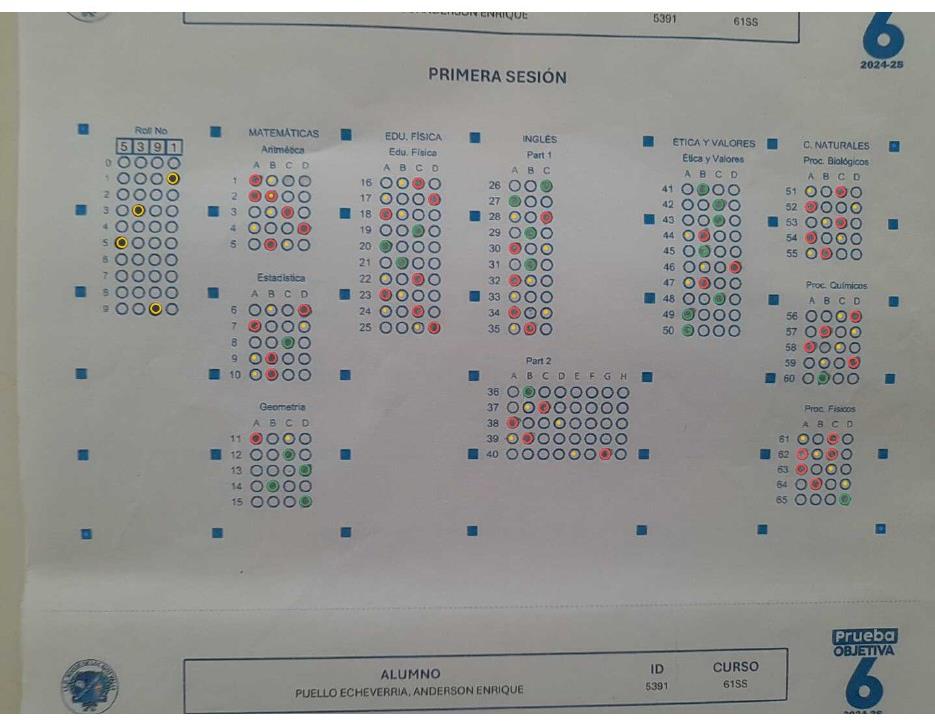 ANDERSON ENRIQUE
5391
61SS
6
2024-25
PRIMERA SESIÓN
Roll No
5 3 9 1
0
1
2
3
4
5
6
7
8
9
MATEMÁTICAS
Aritmética
A B C D
1
2
3
4
5
Estadística
A B C D
6
7
8
9
10
Geometría
A B C D
11
12
13
14
15
EDU. FÍSICA
Edu. Física
A B C D
16
17
18
19
20
21
22
23
24
25
INGLÉS
Part 1
A B C
26
27
28
29
30
31
32
33
34
35
Part 2
A B C D E F G H
36
37
38
39
40
ÉTICA Y VALORES
Ética y Valores
A B C D
41
42
43
44
45
46
47
48
49
50
C. NATURALES
Proc. Biológicos
A B C D
51
52
53
54
55
Proc. Químicos
A B C D
56
57
58
59
60
Proc. Físicos
A B C D
61
62
63
64
65
ALUMNO
PUELLO ECHEVERRIA, ANDERSON ENRIQUE
ID
5391
CURSO
61SS
Prueba
OBJETIVA
6